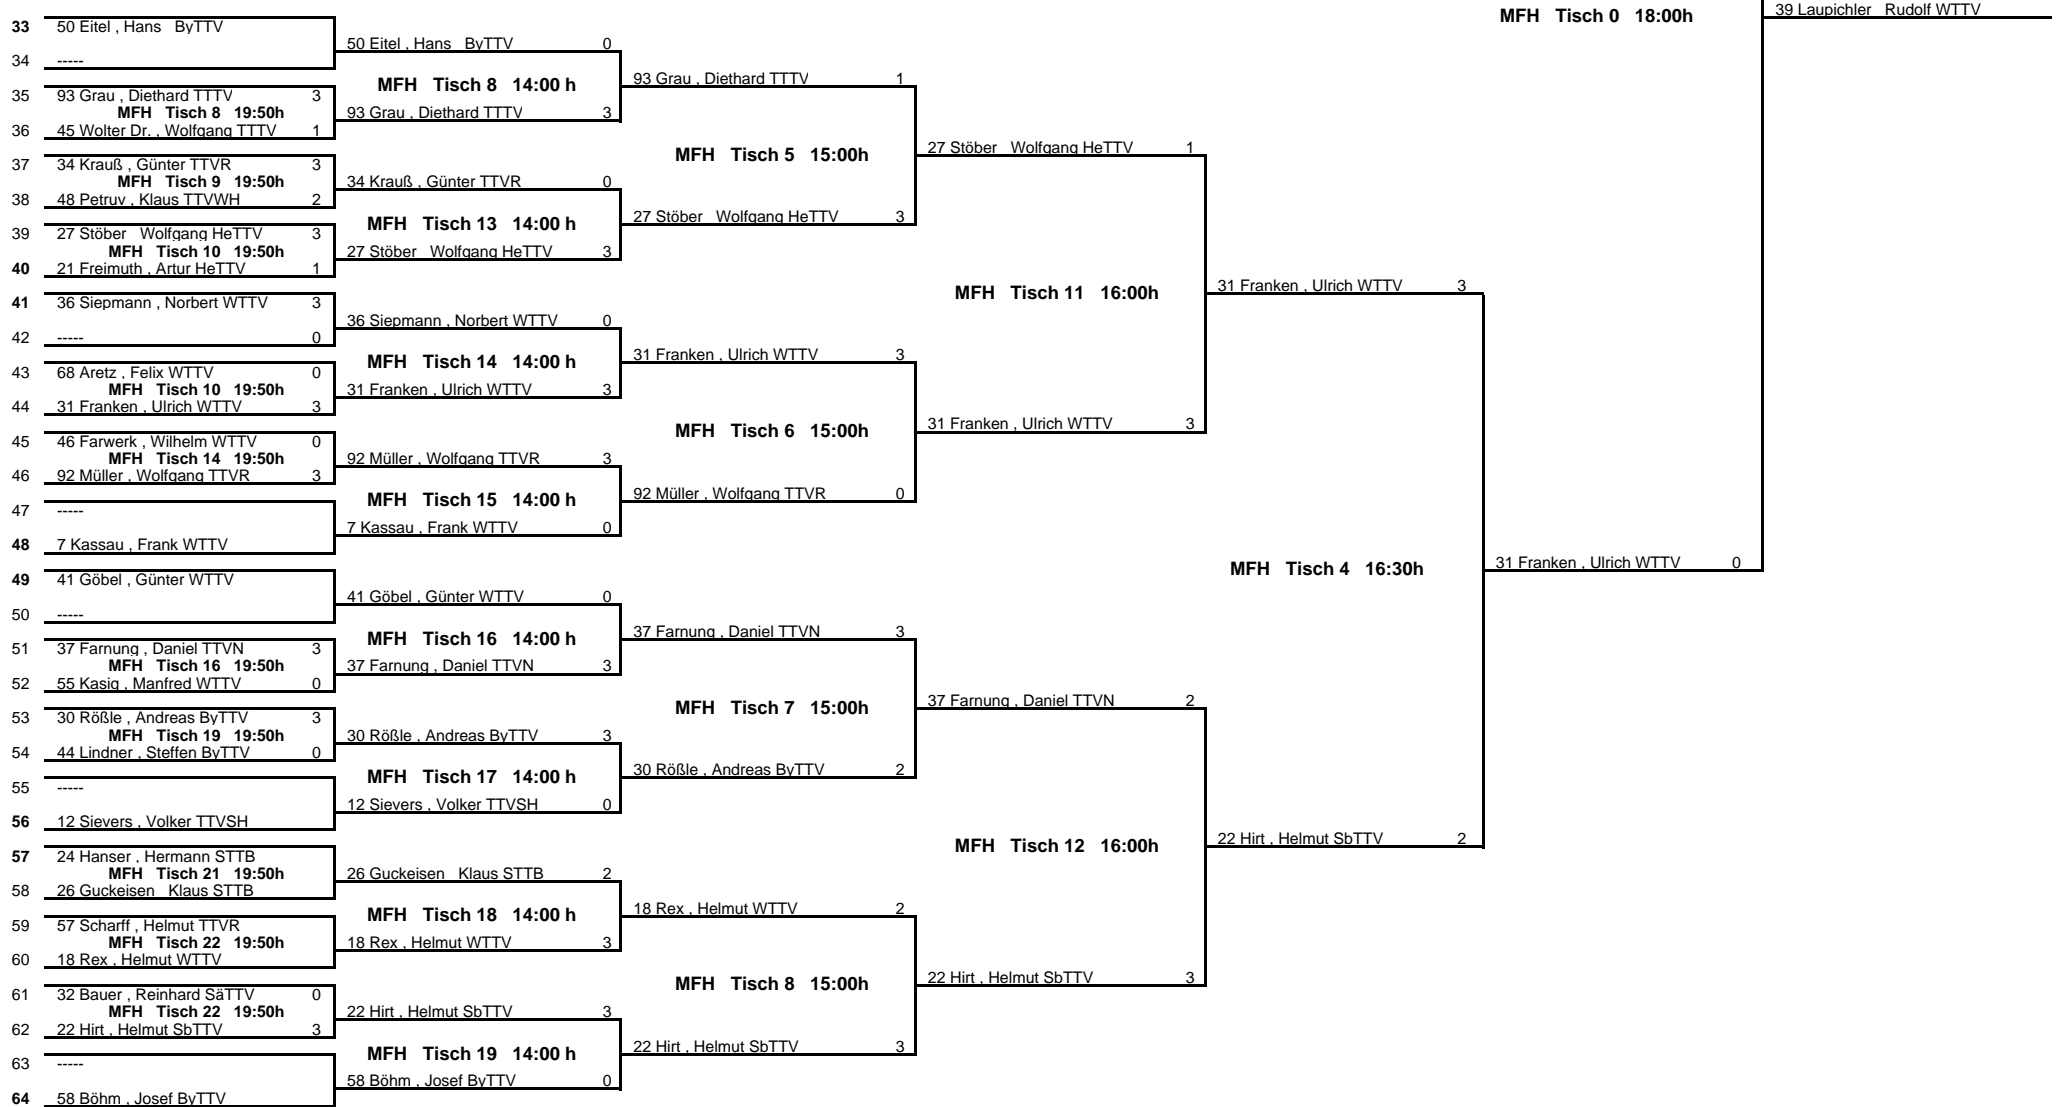 MFH Tisch 0 18:00h
39 Laupichler Rudolf WTTV
33 50 Eitel , Hans ByTTV
34 -----
35 93 Grau , Diethard TTTV 3
MFH Tisch 8 19:50h
36 45 Wolter Dr. , Wolfgang TTTV 1
37 34 Krauß , Günter TTVR 3
MFH Tisch 9 19:50h
38 48 Petruv , Klaus TTVWH 2
39 27 Stöber Wolfgang HeTTV 3
MFH Tisch 10 19:50h
40 21 Freimuth , Artur HeTTV 1
41 36 Siepmann , Norbert WTTV 3
42 ----- 0
43 68 Aretz , Felix WTTV 0
MFH Tisch 10 19:50h
44 31 Franken , Ulrich WTTV 3
45 46 Farwerk , Wilhelm WTTV 0
MFH Tisch 14 19:50h
46 92 Müller , Wolfgang TTVR 3
47 -----
48 7 Kassau , Frank WTTV
49 41 Göbel , Günter WTTV
50 -----
51 37 Farnung , Daniel TTVN 3
MFH Tisch 16 19:50h
52 55 Kasig , Manfred WTTV 0
53 30 Rößle , Andreas ByTTV 3
MFH Tisch 19 19:50h
54 44 Lindner , Steffen ByTTV 0
55 -----
56 12 Sievers , Volker TTVSH
57 24 Hanser , Hermann STTB
MFH Tisch 21 19:50h
58 26 Guckeisen Klaus STTB
59 57 Scharff , Helmut TTVR
MFH Tisch 22 19:50h
60 18 Rex , Helmut WTTV
61 32 Bauer , Reinhard SäTTV 0
MFH Tisch 22 19:50h
62 22 Hirt , Helmut SbTTV 3
63 -----
64 58 Böhm , Josef ByTTV
50 Eitel , Hans ByTTV 0
MFH Tisch 8 14:00 h
93 Grau , Diethard TTTV 3
34 Krauß , Günter TTVR 0
MFH Tisch 13 14:00 h
27 Stöber Wolfgang HeTTV 3
36 Siepmann , Norbert WTTV 0
MFH Tisch 14 14:00 h
31 Franken , Ulrich WTTV 3
92 Müller , Wolfgang TTVR 3
MFH Tisch 15 14:00 h
7 Kassau , Frank WTTV 0
41 Göbel , Günter WTTV 0
MFH Tisch 16 14:00 h
37 Farnung , Daniel TTVN 3
30 Rößle , Andreas ByTTV 3
MFH Tisch 17 14:00 h
12 Sievers , Volker TTVSH 0
26 Guckeisen Klaus STTB 2
MFH Tisch 18 14:00 h
18 Rex , Helmut WTTV 3
22 Hirt , Helmut SbTTV 3
MFH Tisch 19 14:00 h
58 Böhm , Josef ByTTV 0
93 Grau , Diethard TTTV 1
MFH Tisch 5 15:00h
27 Stöber Wolfgang HeTTV 3
31 Franken , Ulrich WTTV 3
MFH Tisch 6 15:00h
92 Müller , Wolfgang TTVR 0
37 Farnung , Daniel TTVN 3
MFH Tisch 7 15:00h
30 Rößle , Andreas ByTTV 2
18 Rex , Helmut WTTV 2
MFH Tisch 8 15:00h
22 Hirt , Helmut SbTTV 3
27 Stöber Wolfgang HeTTV 1
MFH Tisch 11 16:00h
31 Franken , Ulrich WTTV 3
37 Farnung , Daniel TTVN 2
MFH Tisch 12 16:00h
22 Hirt , Helmut SbTTV 3
31 Franken , Ulrich WTTV 3
MFH Tisch 4 16:30h
22 Hirt , Helmut SbTTV 2
31 Franken , Ulrich WTTV 0